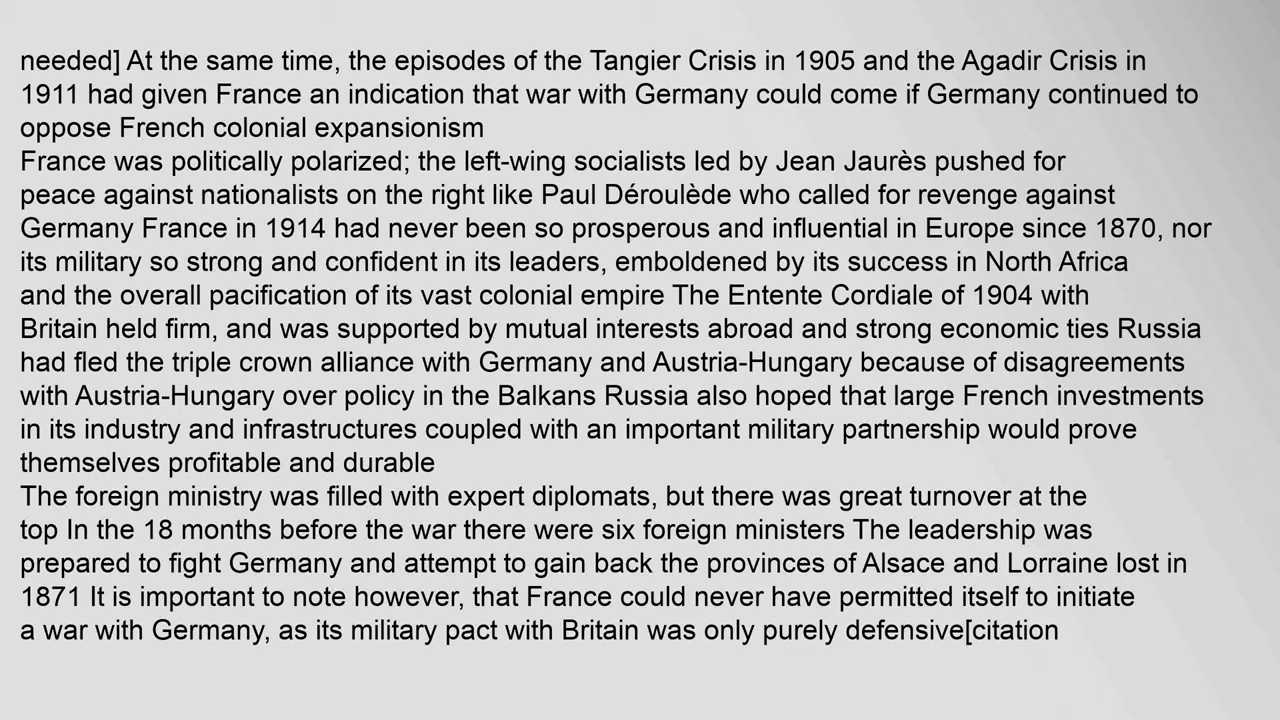 needed] At the same time, the episodes of the Tangier Crisis in 1905 and the Agadir Crisis in
1911 had given France an indication that war with Germany could come if Germany continued to
oppose French colonial expansionism
France was politically polarized; the left-wing socialists led by Jean Jaurès pushed for
peace against nationalists on the right like Paul Déroulède who called for revenge against
Germany France in 1914 had never been so prosperous and influential in Europe since 1870, nor
its military so strong and confident in its leaders, emboldened by its success in North Africa
and the overall pacification of its vast colonial empire The Entente Cordiale of 1904 with
Britain held firm, and was supported by mutual interests abroad and strong economic ties Russia
had fled the triple crown alliance with Germany and Austria-Hungary because of disagreements
with Austria-Hungary over policy in the Balkans Russia also hoped that large French investments
in its industry and infrastructures coupled with an important military partnership would prove
themselves profitable and durable
The foreign ministry was filled with expert diplomats, but there was great turnover at the
top In the 18 months before the war there were six foreign ministers The leadership was
prepared to fight Germany and attempt to gain back the provinces of Alsace and Lorraine lost in
1871 It is important to note however, that France could never have permitted itself to initiate
a war with Germany, as its military pact with Britain was only purely defensive[citation